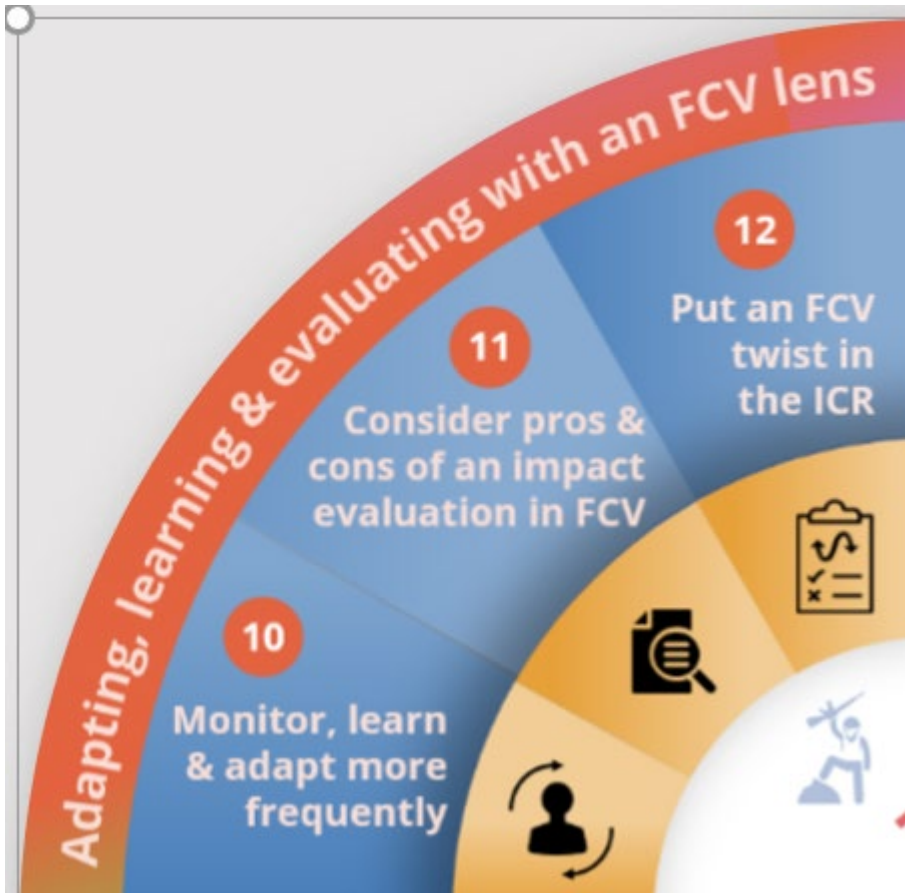 Adapting, learning & evaluating with an FCV lens
10
Monitor, learn
& adapt more
frequently
11
Consider pros &
cons of an impact
evaluation in FCV
12
Put an FCV
twist in
the ICR